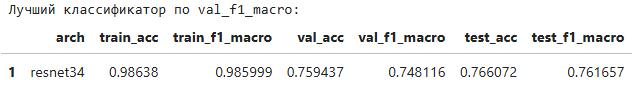 Лучший классификатор по val_f1_macro:
arch train_acc train_f1_macro val_acc val_f1_macro test_acc test_f1_macro
1 resnet34 0.98638 0.985999 0.759437 0.748116 0.766072 0.761657